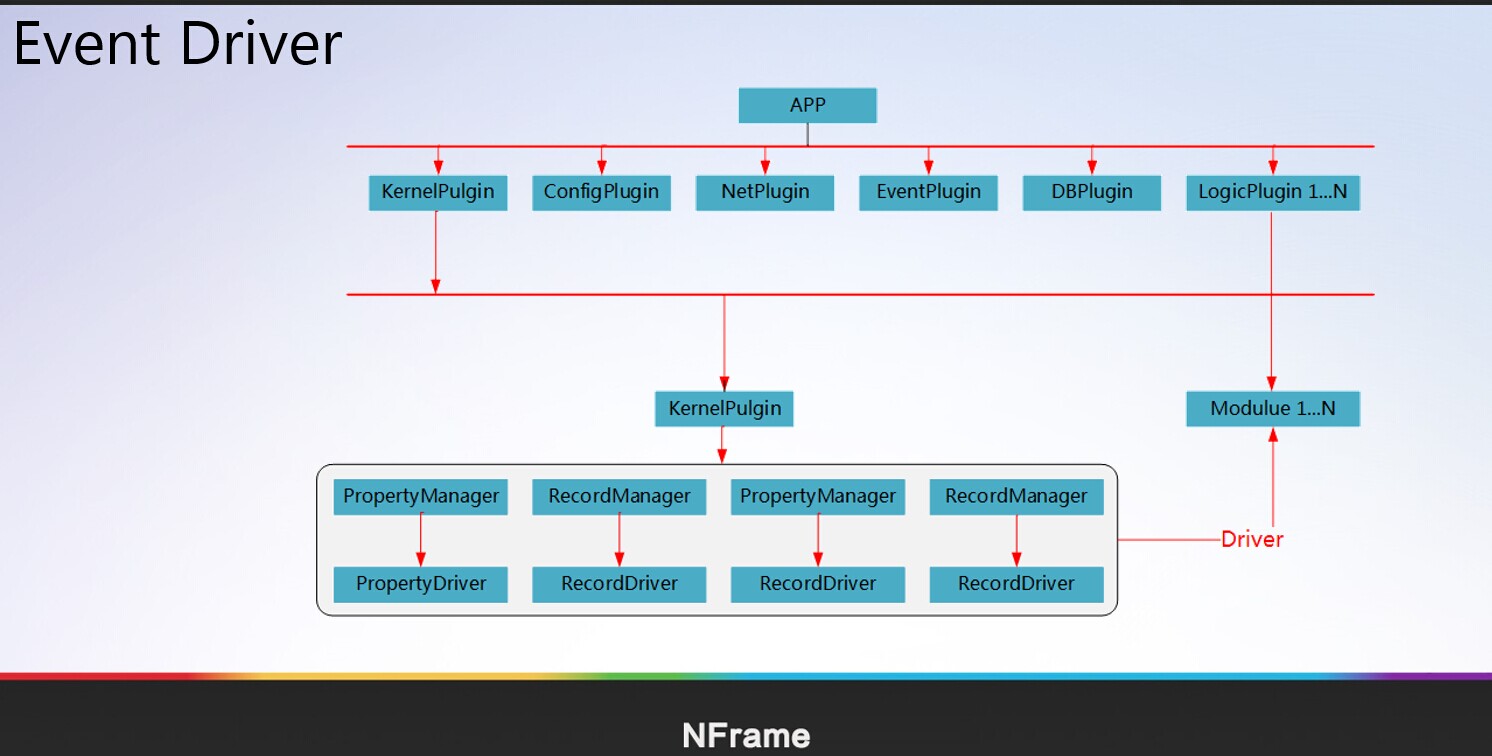 Event Driver
APP
KernelPulgin
ConfigPlugin
NetPlugin
EventPlugin
DBPlugin
LogicPlugin 1...N
KernelPulgin
Modulue 1...N
PropertyManager
RecordManager
PropertyManager
RecordManager
Driver
PropertyDriver
RecordDriver
RecordDriver
RecordDriver
NFrame